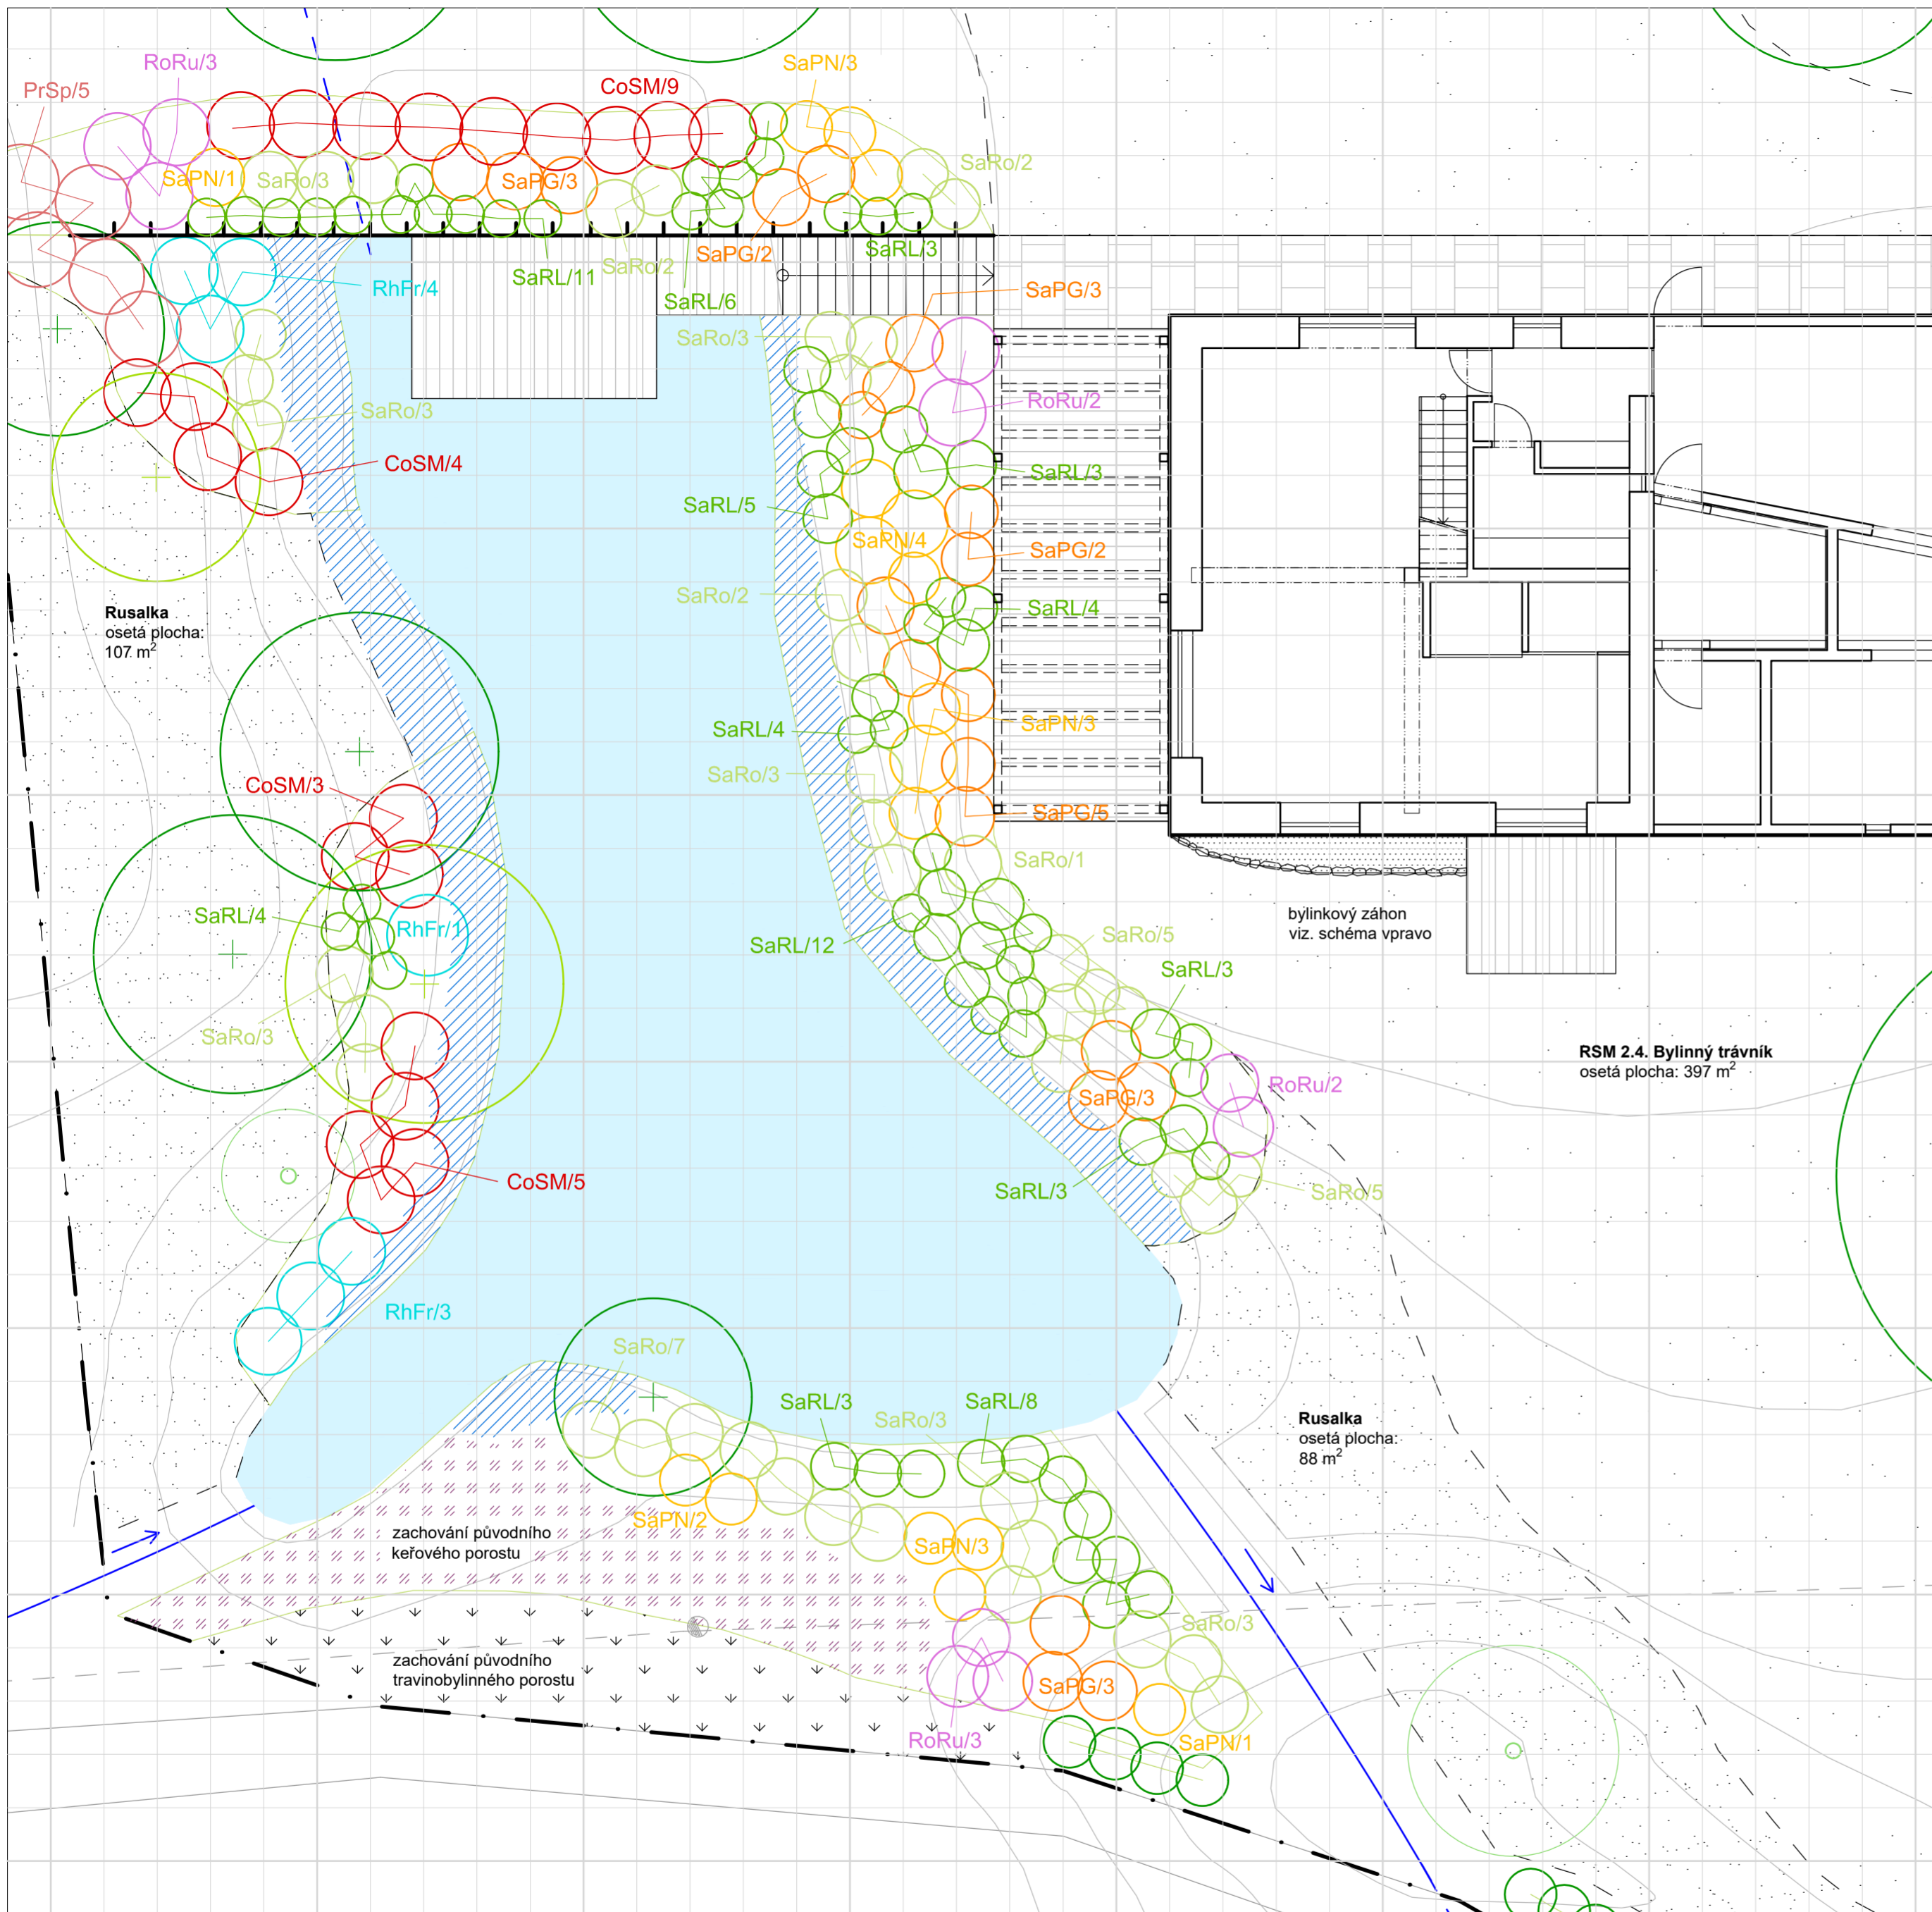 RoRu/3
SaPN/3
PrSp/5
CoSM/9
SaRo/2
SaPN/1
SaRo/3
SaPG/3
SaPG/2
SaRL/3
SaRo/2
SaRL/11
RhFr/4
SaRL/6
SaPG/3
SaRo/3
RoRu/2
SaRo/3
CoSM/4
SaRL/3
SaRL/5
SaPN/4
SaPG/2
SaRo/2
SaRL/4
Rusalka
osetá plocha:
107 m²
SaPN/3
SaRL/4
SaRo/3
CoSM/3
SaPG/5
SaRo/1
SaRL/4
RhFr/1
bylinkový záhon
viz. schéma vpravo
SaRL/12
SaRo/5
SaRL/3
SaRo/3
RSM 2.4. Bylinný trávník
osetá plocha: 397 m²
RoRu/2
SaPG/3
CoSM/5
SaRL/3
SaRo/5
RhFr/3
SaRo/7
SaRL/3
SaRL/8
SaRo/3
Rusalka
osetá plocha:
88 m²
SaPN/2
zachování původního
keřového porostu
SaPN/3
SaRo/3
zachování původního
travinobylinného porostu
SaPG/3
RoRu/3
SaPN/1